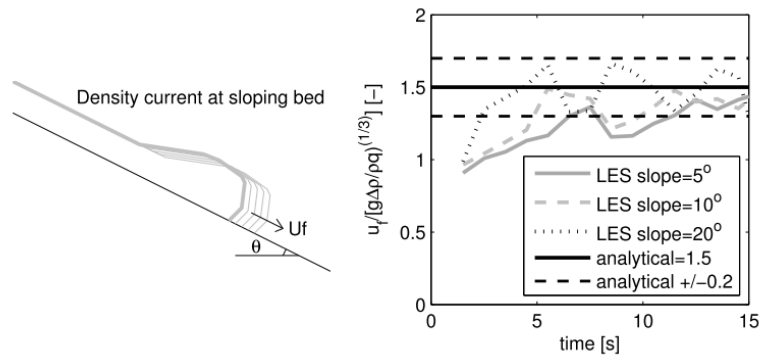 Density current at sloping bed
Uf
θ
u_f/[gΔρ/ρq)^(1/3)] [−]
2
1.5
1
0.5
0
LES slope=5°
LES slope=10°
LES slope=20°
analytical=1.5
analytical +/−0.2
0
5
10
15
time [s]